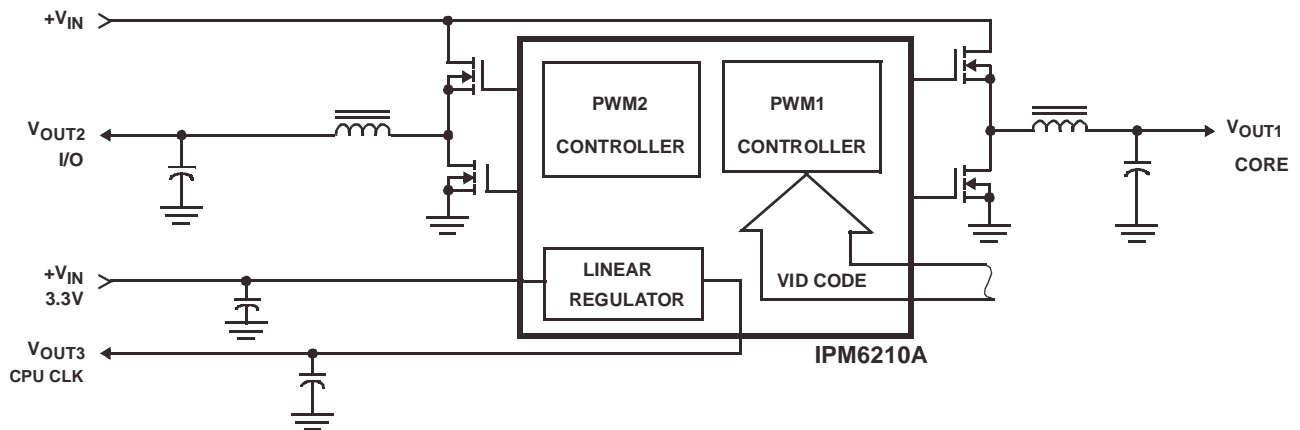 +VIN
PWM2
CONTROLLER
PWM1
CONTROLLER
VOUT2
I/O
VOUT1
CORE
+VIN
3.3V
LINEAR
REGULATOR
VID CODE
VOUT3
CPU CLK
IPM6210A